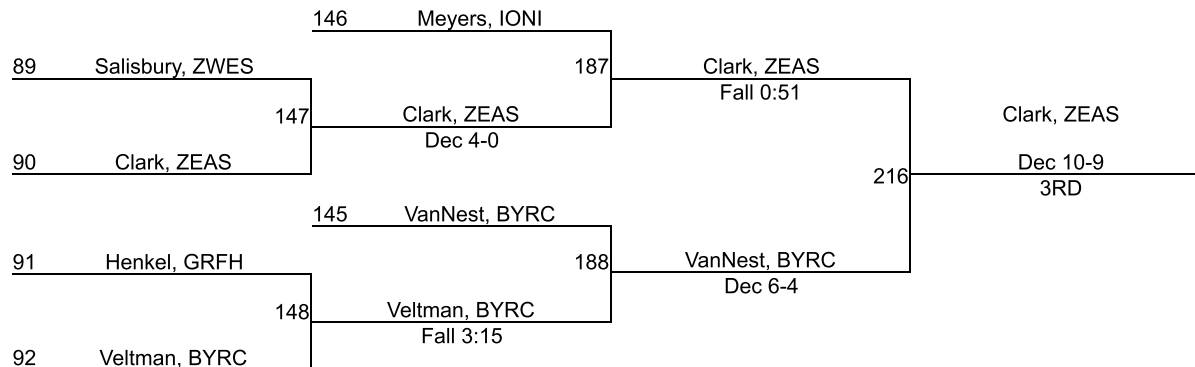 146 Meyers, IONI
89 Salisbury, ZWES
187 Clark, ZEAS
Fall 0:51
147 Clark, ZEAS
Dec 4-0
Clark, ZEAS
90 Clark, ZEAS
Dec 10-9
216
3RD
145 VanNest, BYRC
91 Henkel, GRFH
188 VanNest, BYRC
Dec 6-4
148 Veltman, BYRC
Fall 3:15
92 Veltman, BYRC